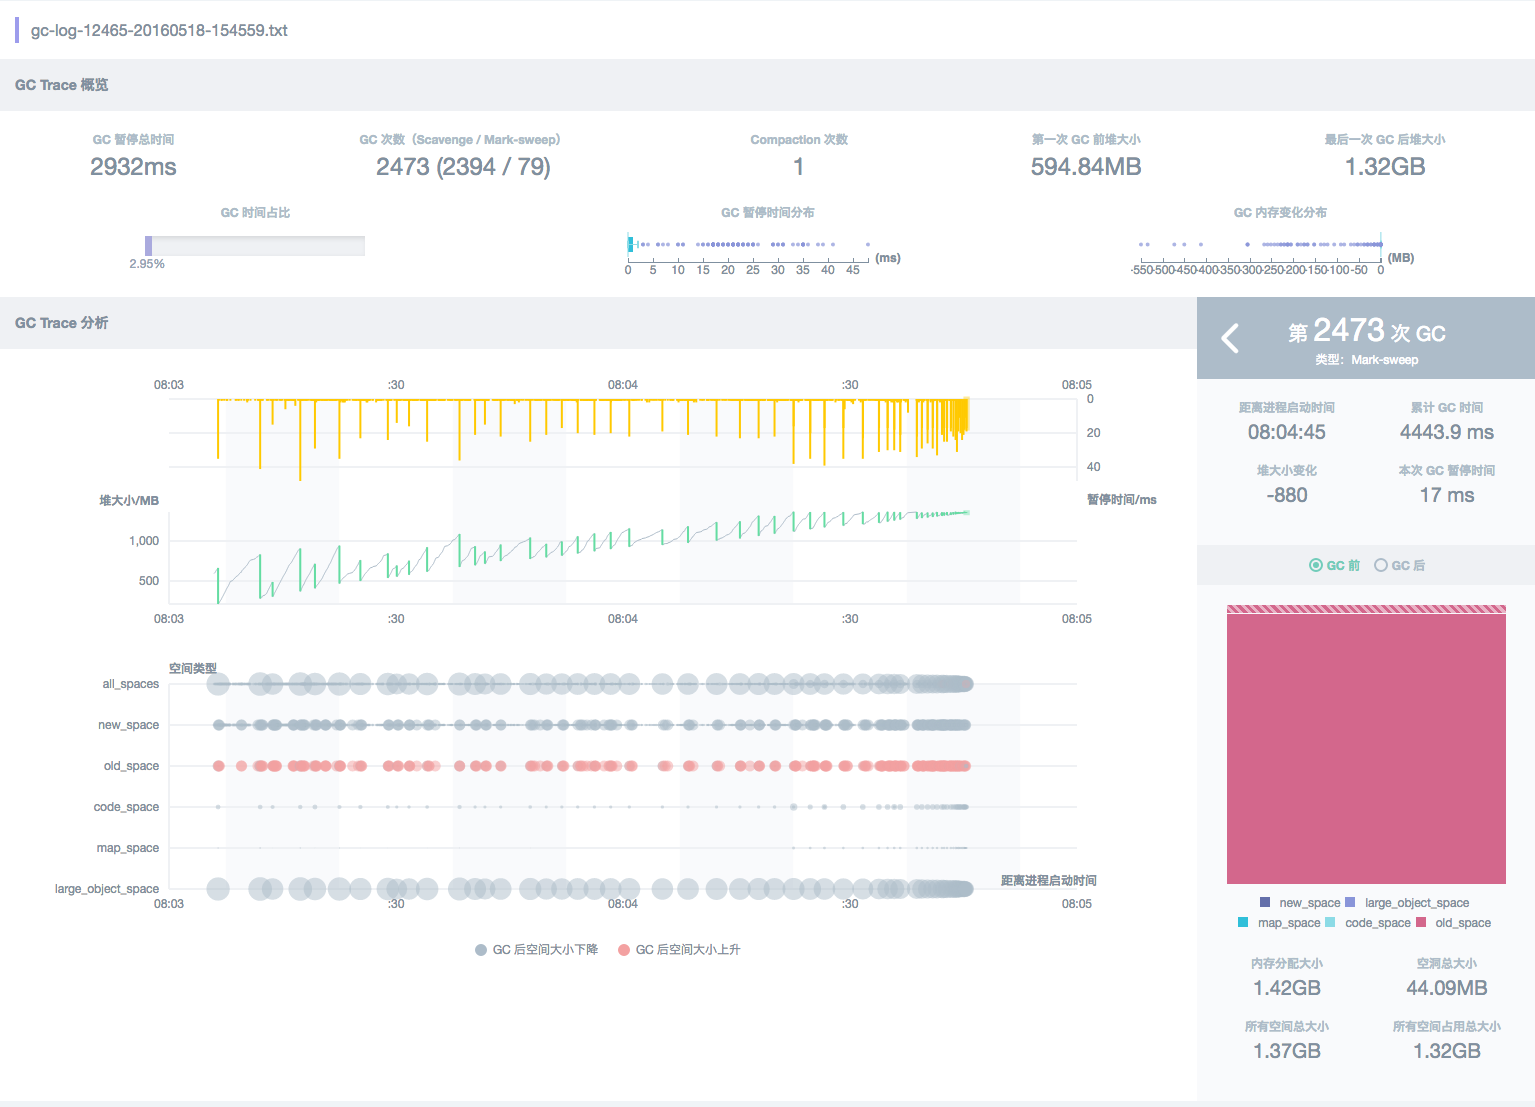 gc-log-12465-20160518-154559.txt
GC Trace 概览
GC 暂停总时间
2932ms
GC 次数（Scavenge / Mark-sweep）
2473 (2394 / 79)
Compaction 次数
1
第一次 GC 前堆大小
594.84MB
最后一次 GC 后堆大小
1.32GB
GC 时间占比
2.95%
GC 暂停时间分布
0 5 10 15 20 25 30 35 40 45 (ms)
GC 内存变化分布
-550-500-450-400-350-300-250-200-150-100-50 0 (MB)
GC Trace 分析
08:03 :30 08:04 :30 08:05
0
20
40
堆大小/MB
暂停时间/ms
1,000
500
08:03 :30 08:04 :30 08:05
空间类型
all_spaces
new_space
old_space
code_space
map_space
large_object_space
距离进程启动时间
08:03 :30 08:04 :30 08:05
GC 后空间大小下降 GC 后空间大小上升
第 2473 次 GC
类型：Mark-sweep
距离进程启动时间
08:04:45
累计 GC 时间
4443.9 ms
堆大小变化
-880
本次 GC 暂停时间
17 ms
GC 前 GC 后
new_space large_object_space
map_space code_space old_space
内存分配大小
1.42GB
空洞总大小
44.09MB
所有空间总大小
1.37GB
所有空间占用总大小
1.32GB